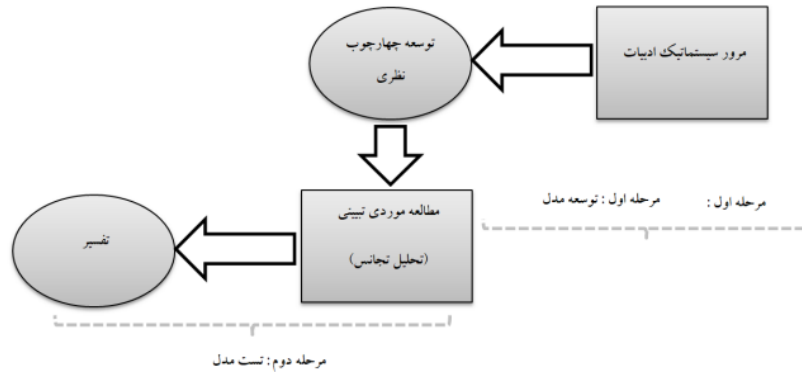 مرور سیستماتیک ادبیات
توسعه چهارچوب
نظری
مرحله اول :
مرحله اول : توسعه مدل
مطالعه موردی تبیینی
(تحلیل تجانس)
تفسیر
مرحله دوم : تست مدل